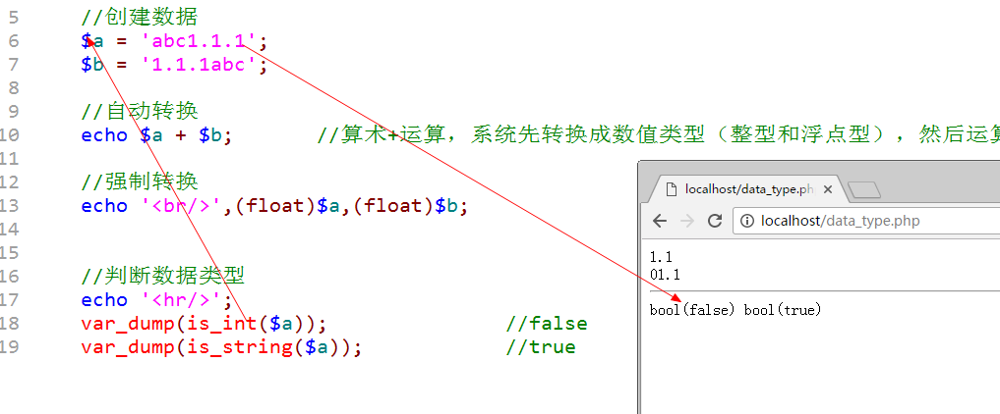 5 //创建数据
6 $a = 'abc1.1.1';
7 $b = '1.1.1abc';
8
9 //自动转换
10 echo $a + $b; //算术+运算，系统先转换成数值类型（整型和浮点型），然后运算
11
12 //强制转换
13 echo '<br/>',(float)$a,(float)$b;
14
15
16 //判断数据类型
17 echo '<hr/>';
18 var_dump(is_int($a)); //false
19 var_dump(is_string($a)); //true
localhost/data_type.ph
localhost/data_type.php
1.1
01.1
bool(false) bool(true)